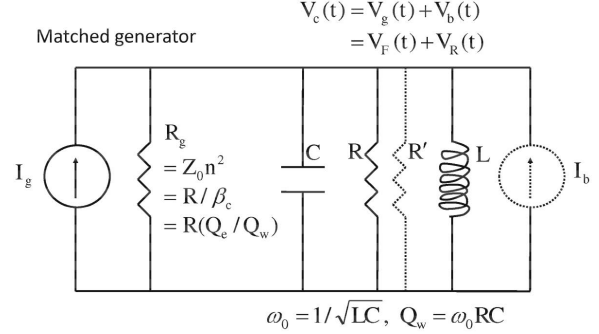 V_c(t) = V_g(t) + V_b(t)
= V_F(t) + V_R(t)
Matched generator
I_g
R_g
= Z_0 n^2
= R / β_c
= R(Q_e / Q_w)
C
R
R'
L
I_b
ω_0 = 1/√LC, Q_w = ω_0RC